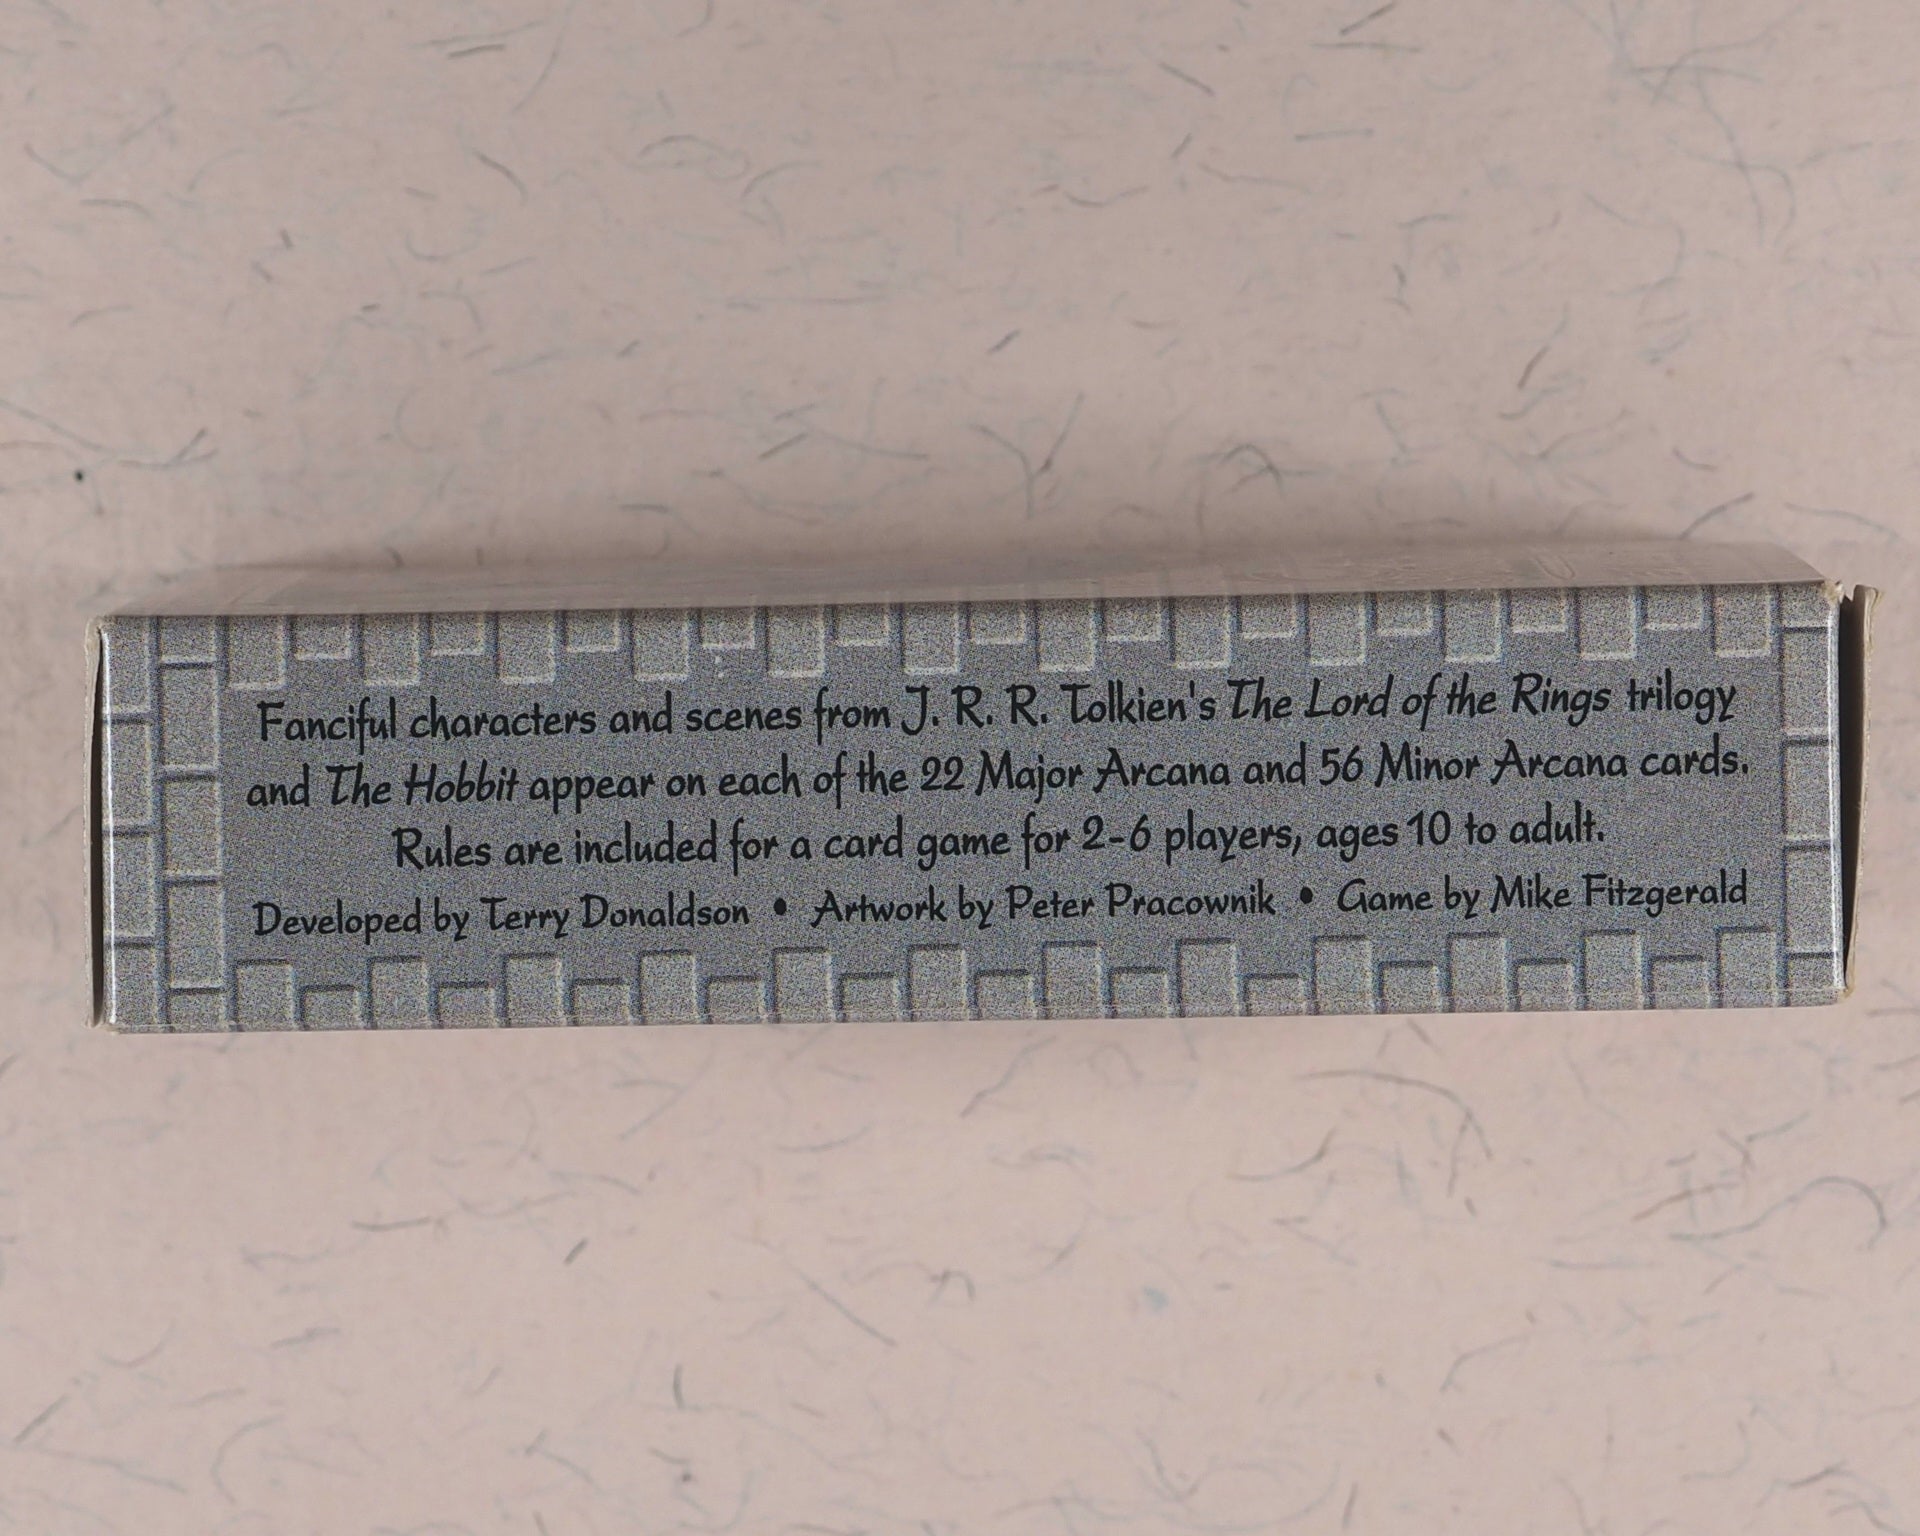 Fanciful characters and scenes from J. R. R. Tolkien's The Lord of the Rings trilogy
and The Hobbit appear on each of the 22 Major Arcana and 56 Minor Arcana cards.
Rules are included for a card game for 2-6 players, ages 10 to adult.
Developed by Terry Donaldson • Artwork by Peter Pracownik • Game by Mike Fitzgerald